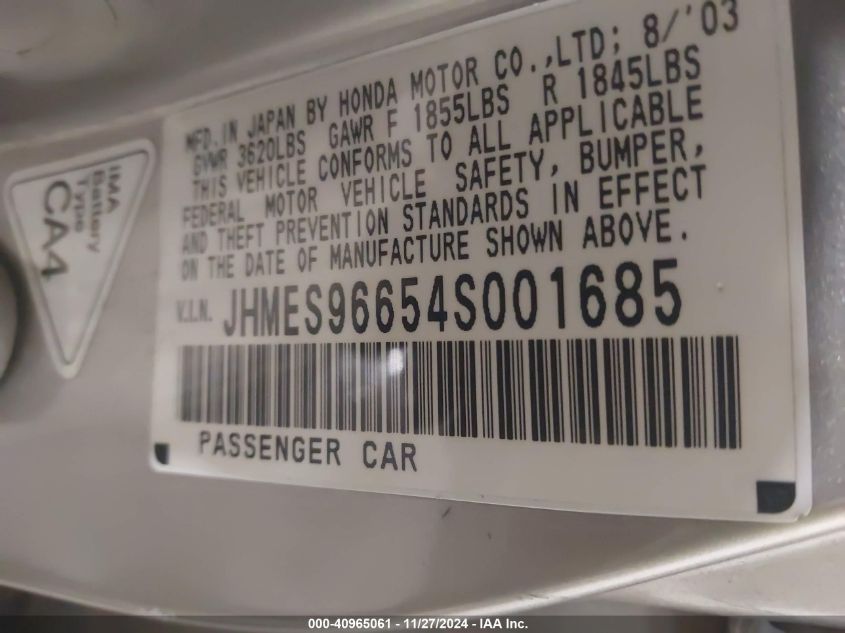 MFD. IN JAPAN BY HONDA MOTOR CO.,LTD; 8/'03
GVWR 3620LBS GAWR F 1855LBS R 1845LBS
THIS VEHICLE CONFORMS TO ALL APPLICABLE
FEDERAL MOTOR VEHICLE SAFETY, BUMPER,
AND THEFT PREVENTION STANDARDS IN EFFECT
ON THE DATE OF MANUFACTURE SHOWN ABOVE.
V.I.N. JHMES96654S001685
PASSENGER CAR
IMA
Battery
Type
CA4
000-40965061 - 11/27/2024 - IAA Inc.